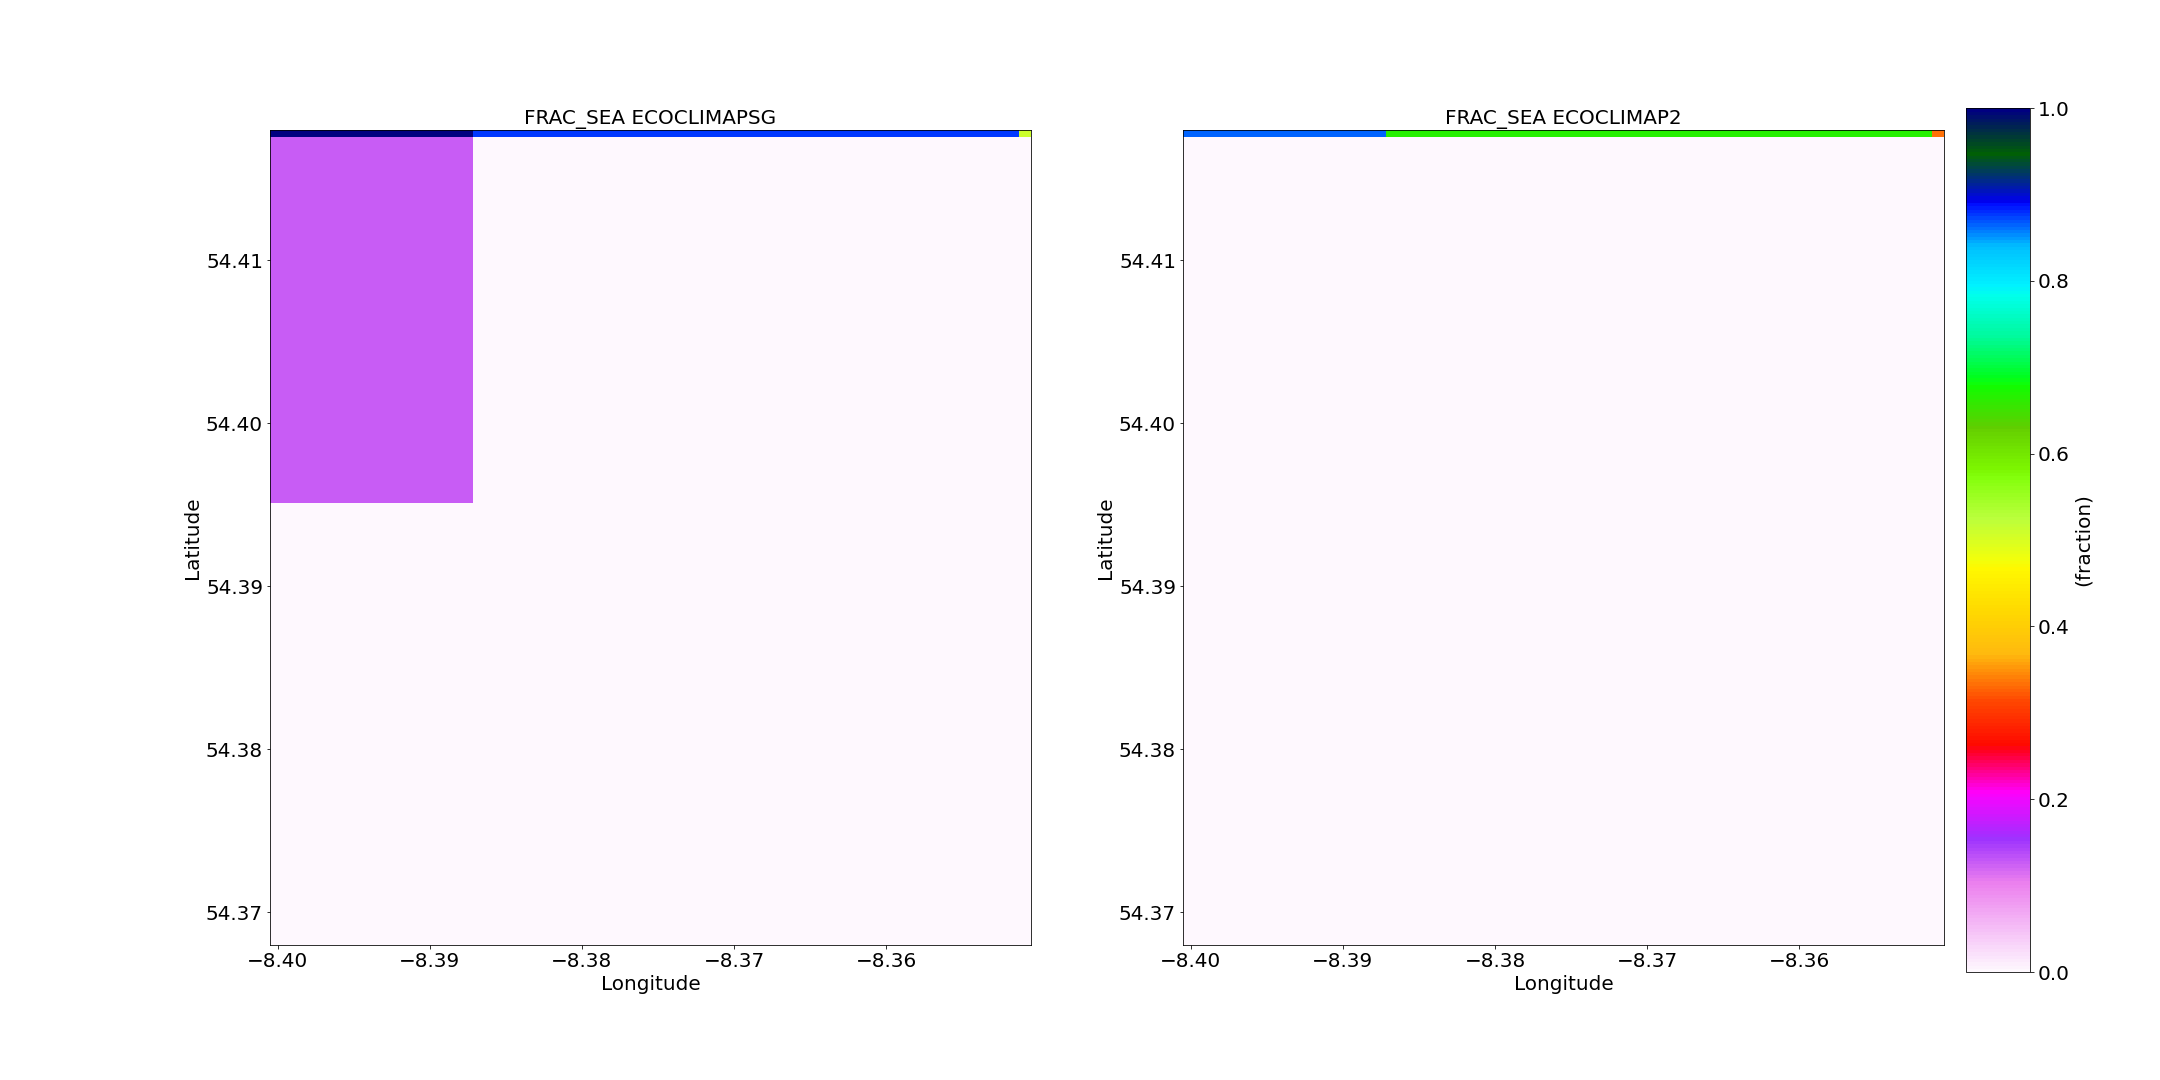 FRAC_SEA ECOCLIMAPSG
Latitude
54.41
54.40
54.39
54.38
54.37
−8.40 −8.39 −8.38 −8.37 −8.36
Longitude
FRAC_SEA ECOCLIMAP2
Latitude
54.41
54.40
54.39
54.38
54.37
−8.40 −8.39 −8.38 −8.37 −8.36
Longitude
1.0
0.8
0.6
0.4
0.2
0.0
(fraction)